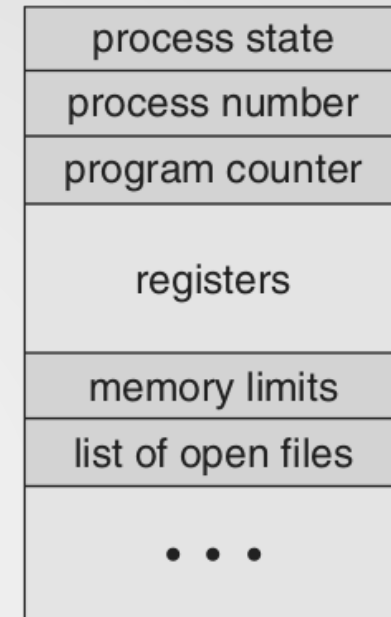 process state
process number
program counter
registers
memory limits
list of open files
• • •